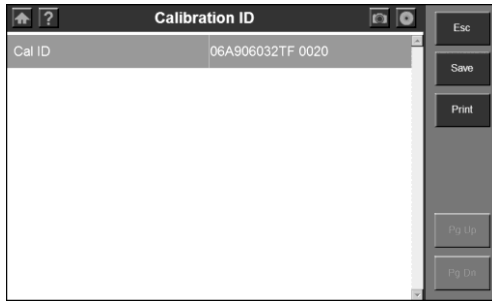 ?
Calibration ID
Esc
Cal ID 06A906032TF 0020
Save
Print
Pg Up
Pg Dn